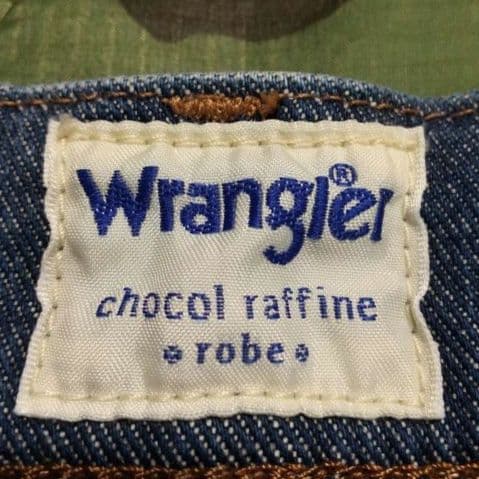 Wrangler®
chocol raffine
robe